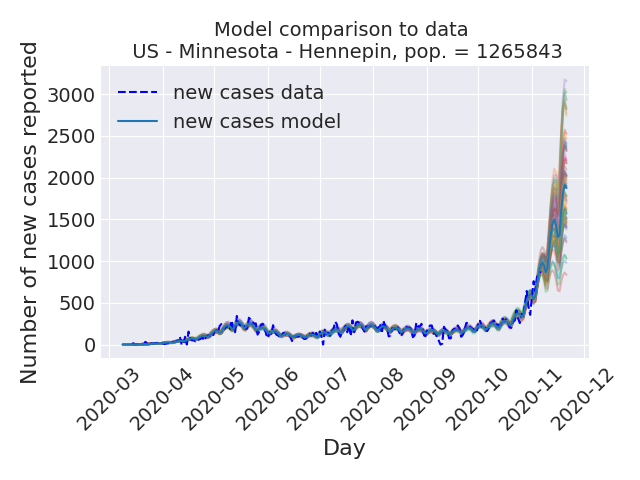 Model comparison to data
US - Minnesota - Hennepin, pop. = 1265843
new cases data
new cases model
Number of new cases reported
3000
2500
2000
1500
1000
500
0
2020-03
2020-04
2020-05
2020-06
2020-07
2020-08
2020-09
2020-10
2020-11
2020-12
Day